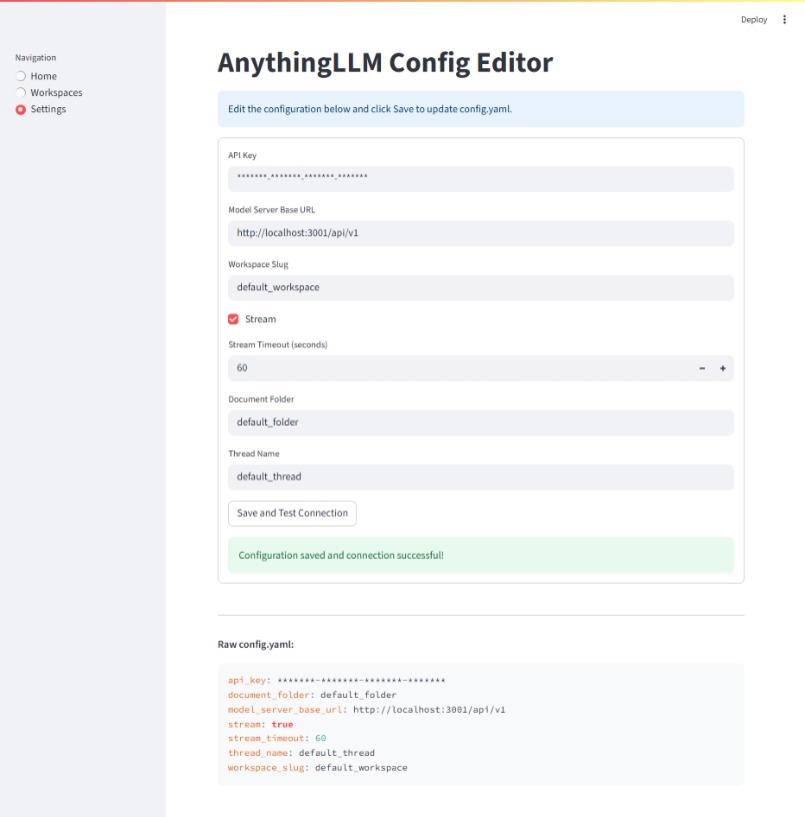 Deploy
Navigation
Home
Workspaces
Settings
AnythingLLM Config Editor
Edit the configuration below and click Save to update config.yaml.
API Key
*******-*******-*******-*******
Model Server Base URL
http://localhost:3001/api/v1
Workspace Slug
default_workspace
Stream
Stream Timeout (seconds)
60
Document Folder
default_folder
Thread Name
default_thread
Save and Test Connection
Configuration saved and connection successful!
Raw config.yaml:
api_key: *******-*******-*******-*******
document_folder: default_folder
model_server_base_url: http://localhost:3001/api/v1
stream: true
stream_timeout: 60
thread_name: default_thread
workspace_slug: default_workspace